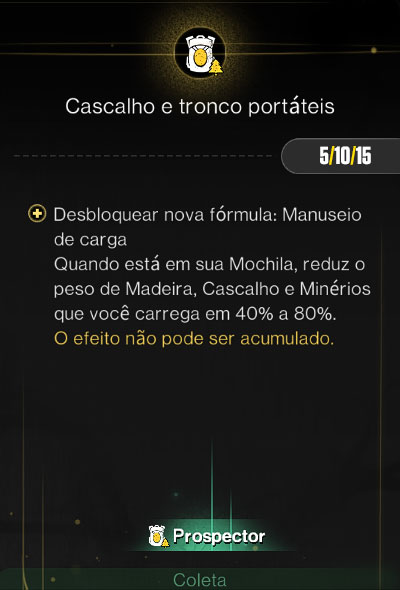 Cascalho e tronco portáteis
5/10/15
Desbloquear nova fórmula: Manuseio
de carga
Quando está em sua Mochila, reduz o
peso de Madeira, Cascalho e Minérios
que você carrega em 40% a 80%.
O efeito não pode ser acumulado.
Prospector
Coleta